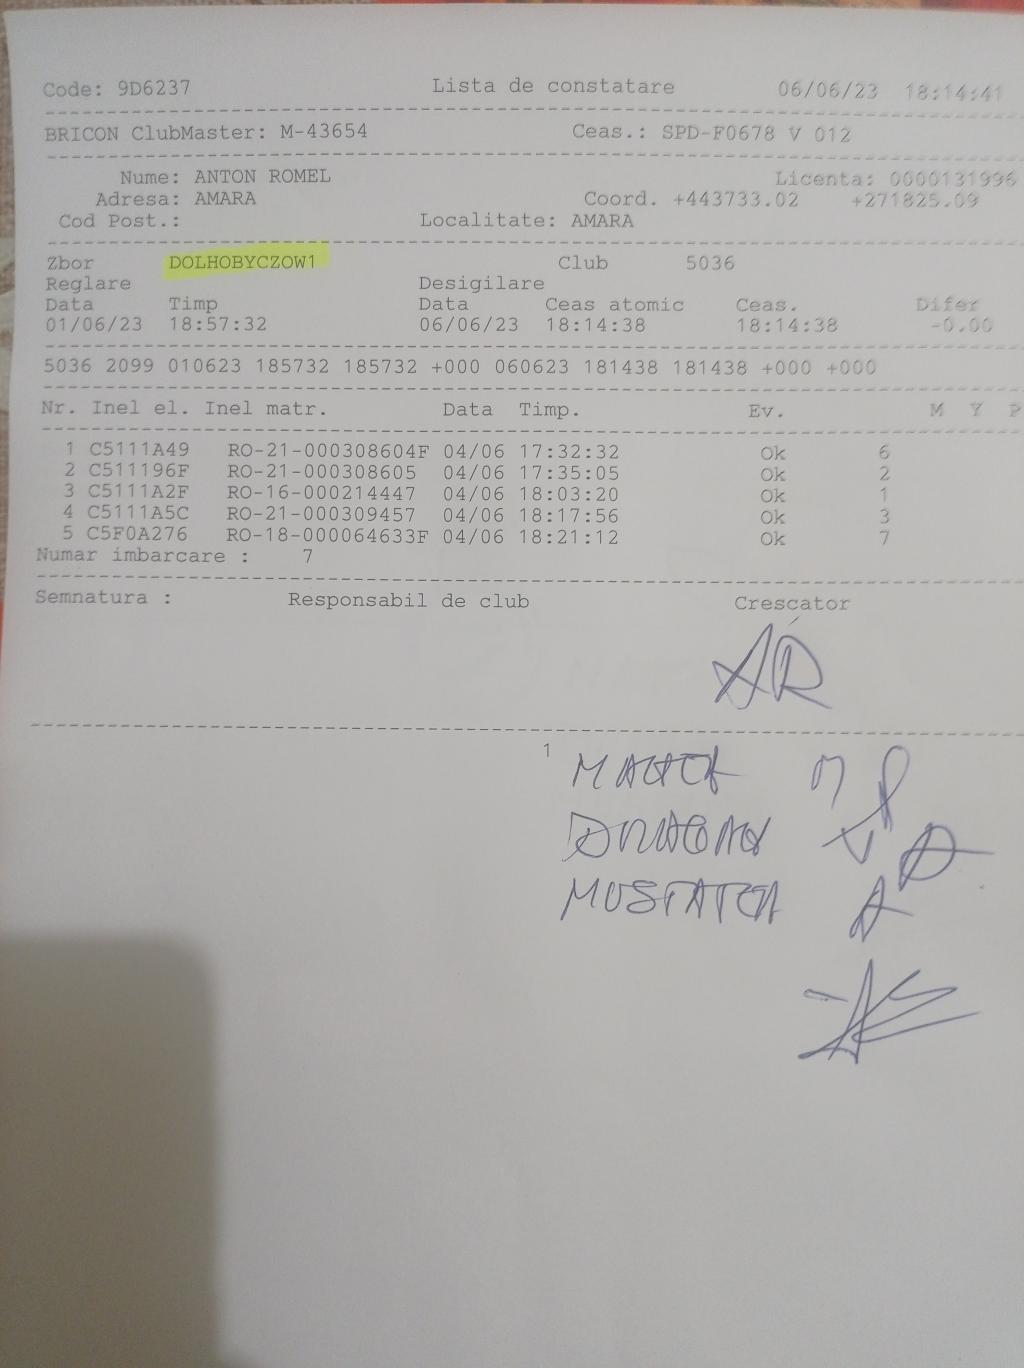 Code: 9D6237 Lista de constatare 06/06/23 18:14:41
BRICON ClubMaster: M-43654 Ceas.: SPD-F0678 V 012
Nume: ANTON ROMEL Licenta: 0000131996
Adresa: AMARA Coord. +443733.02 +271825.09
Cod Post.: Localitate: AMARA
Zbor DOLHOBYCZOW1 Club 5036
Reglare Desigilare
Data Timp Data Ceas atomic Ceas. Difer
01/06/23 18:57:32 06/06/23 18:14:38 18:14:38 -0.00
5036 2099 010623 185732 185732 +000 060623 181438 181438 +000 +000
Nr. Inel el. Inel matr. Data Timp. Ev. M Y P
1 C5111A49 RO-21-000308604F 04/06 17:32:32 Ok 6
2 C511196F RO-21-000308605 04/06 17:35:05 Ok 2
3 C5111A2F RO-16-000214447 04/06 18:03:20 Ok 1
4 C5111A5C RO-21-000309457 04/06 18:17:56 Ok 3
5 C5F0A276 RO-18-000064633F 04/06 18:21:12 Ok 7
Numar imbarcare : 7
Semnatura : Responsabil de club Crescator
AR
1